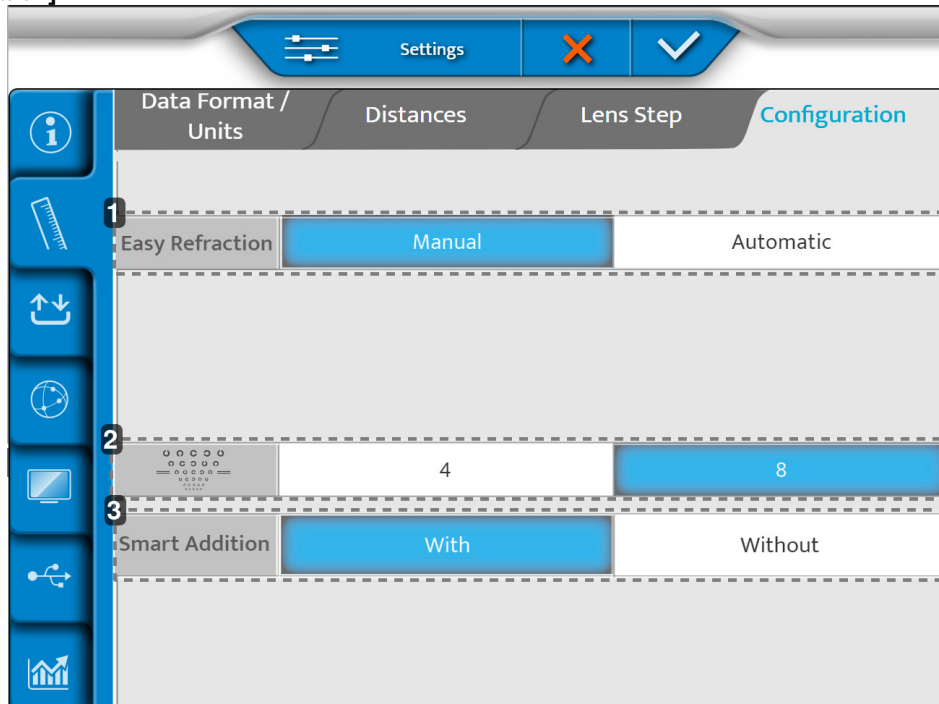 Settings
Data Format /
Units
Distances
Lens Step
Configuration
1
Easy Refraction
Manual
Automatic
2
4
8
3
Smart Addition
With
Without